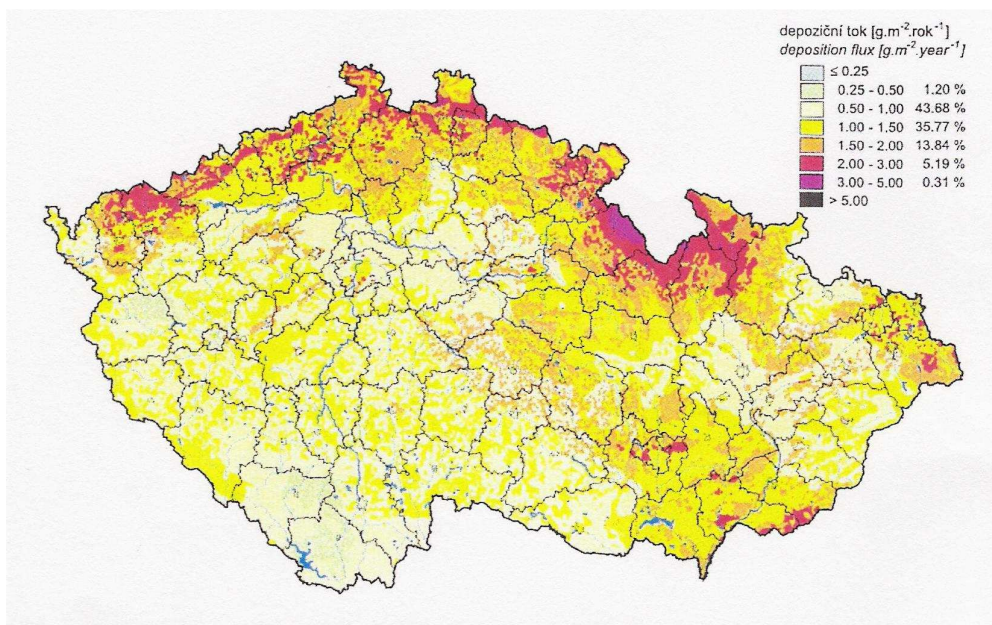 depoziční tok [g.m⁻².rok⁻¹]
deposition flux [g.m⁻².year⁻¹]
≤ 0.25
0.25 - 0.50 1.20 %
0.50 - 1.00 43.68 %
1.00 - 1.50 35.77 %
1.50 - 2.00 13.84 %
2.00 - 3.00 5.19 %
3.00 - 5.00 0.31 %
> 5.00